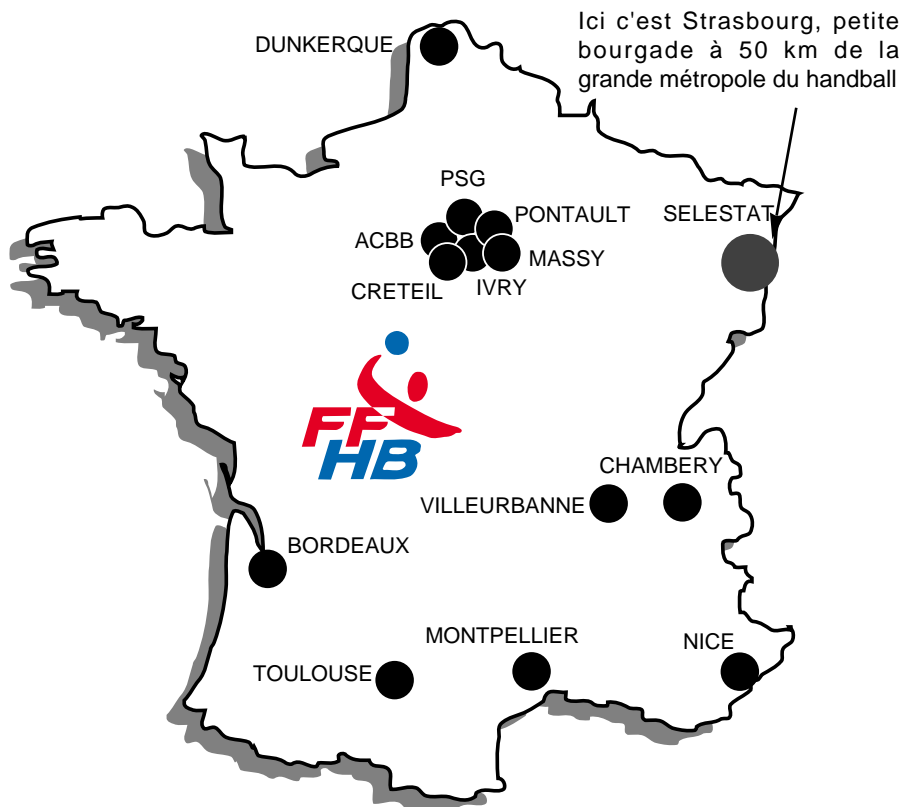 Ici c'est Strasbourg, petite
bourgade à 50 km de la
grande métropole du handball
DUNKERQUE
PSG
PONTAULT
SELESTAT
ACBB
MASSY
CRETEIL
IVRY
FF
HB
CHAMBERY
VILLEURBANNE
BORDEAUX
MONTPELLIER
NICE
TOULOUSE